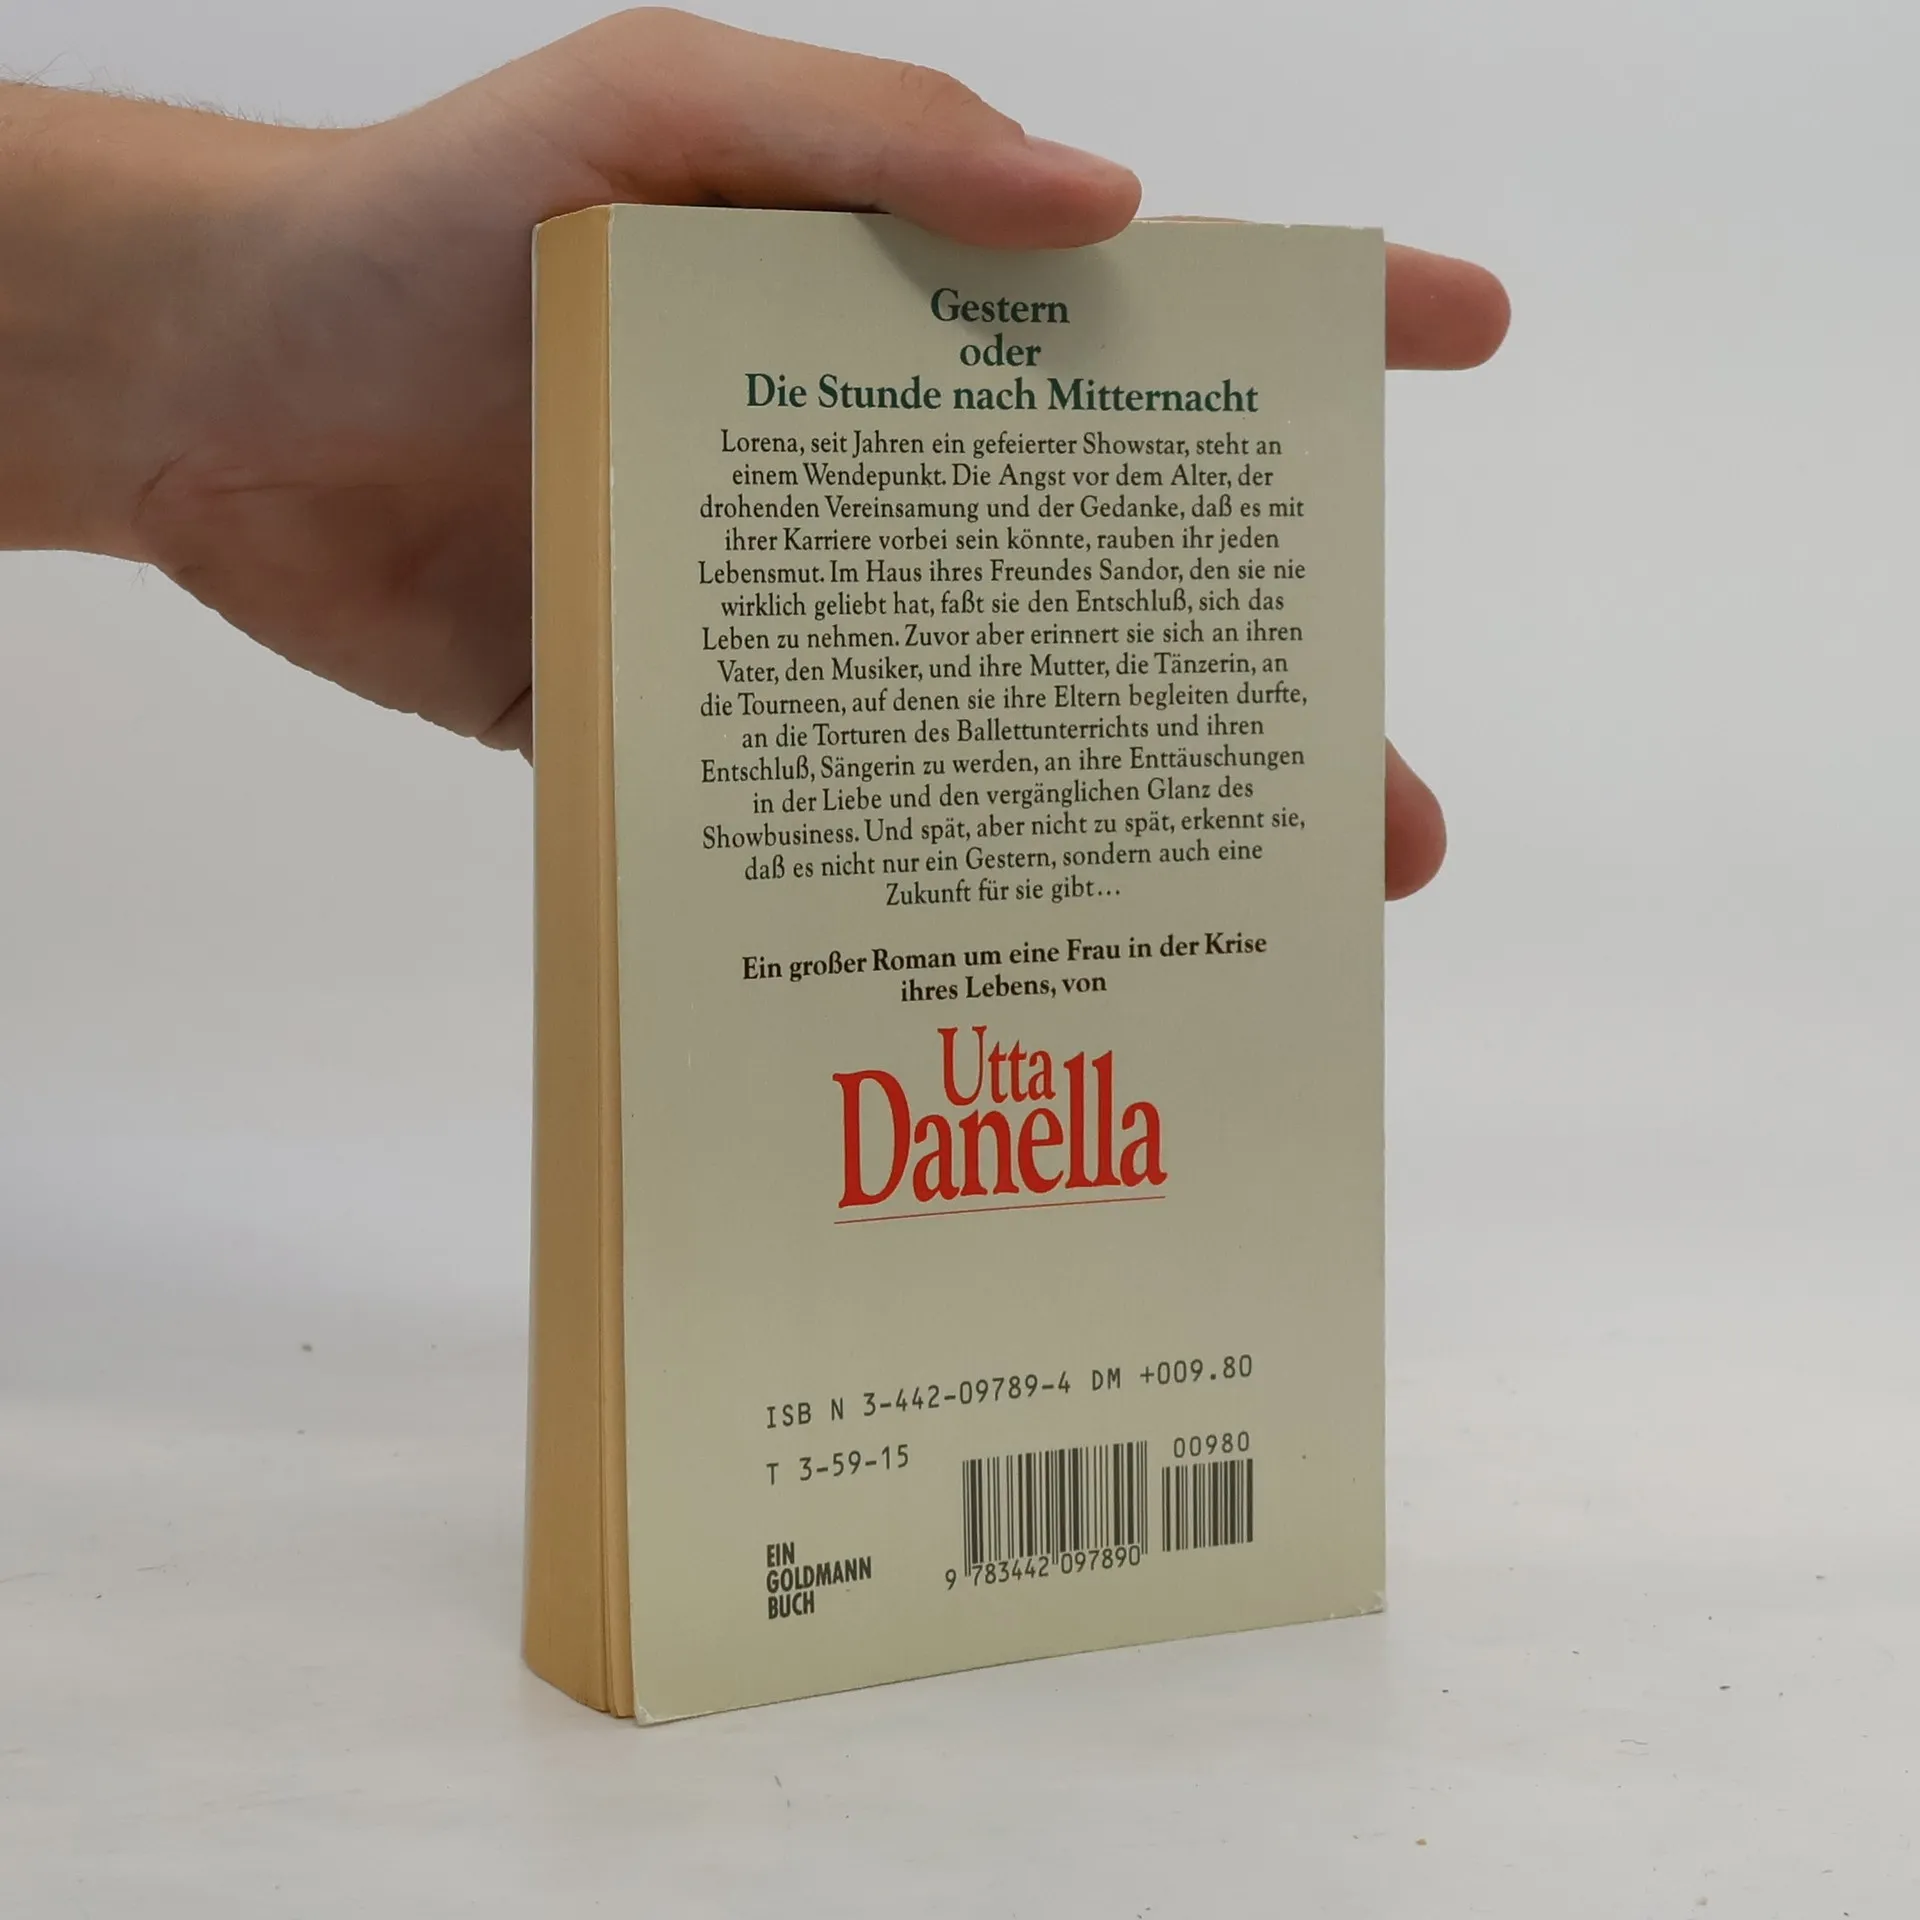 Gestern
oder
Die Stunde nach Mitternacht
Lorena, seit Jahren ein gefeierter Showstar, steht an
einem Wendepunkt. Die Angst vor dem Alter, der
drohenden Vereinsamung und der Gedanke, daß es mit
ihrer Karriere vorbei sein könnte, rauben ihr jeden
Lebensmut. Im Haus ihres Freundes Sandor, den sie nie
wirklich geliebt hat, faßt sie den Entschluß, sich das
Leben zu nehmen. Zuvor aber erinnert sie sich an ihren
Vater, den Musiker, und ihre Mutter, die Tänzerin, an
die Tourneen, auf denen sie ihre Eltern begleiten durfte,
an die Torturen des Ballettunterrichts und ihren
Entschluß, Sängerin zu werden, an ihre Enttäuschungen
in der Liebe und den vergänglichen Glanz des
Showbusiness. Und spät, aber nicht zu spät, erkennt sie,
daß es nicht nur ein Gestern, sondern auch eine
Zukunft für sie gibt...
Ein großer Roman um eine Frau in der Krise
ihres Lebens, von
Utta
Danella
ISB N 3-442-09789-4 DM +009.80
T 3-59-15
00980
EIN
GOLDMANN
BUCH
9 783442 097890